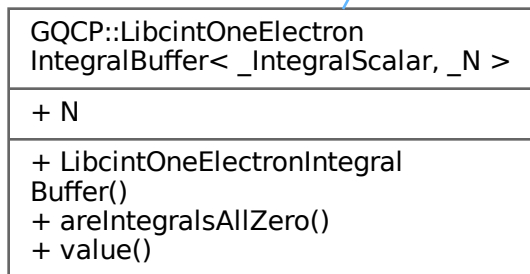 GQCP::LibcintOneElectron
IntegralBuffer< _IntegralScalar, _N >
+ N
+ LibcintOneElectronIntegral
Buffer()
+ areIntegralsAllZero()
+ value()